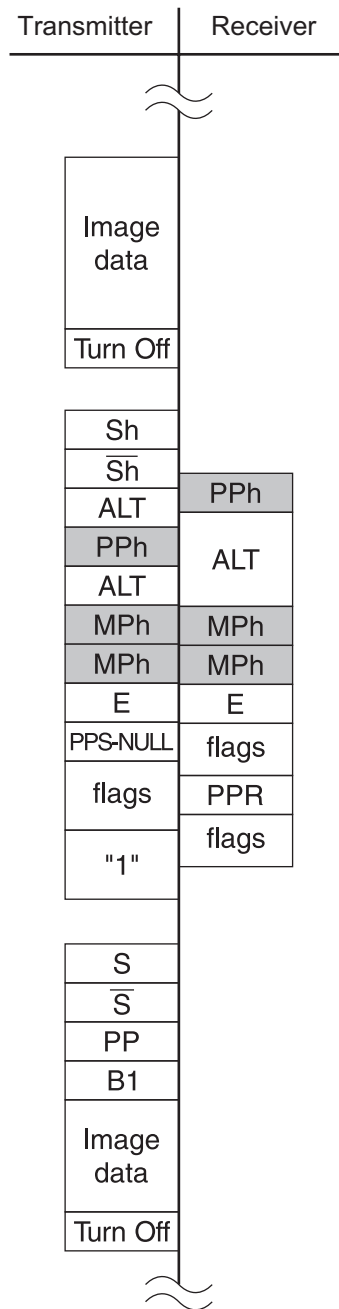 Transmitter Receiver
Image
data
Turn Off
Sh
S̅h̅
ALT
PPh
ALT
MPh
MPh
E
PPS-NULL
flags
"1"
PPh
ALT
MPh
MPh
E
flags
PPR
flags
S
S̅
PP
B1
Image
data
Turn Off